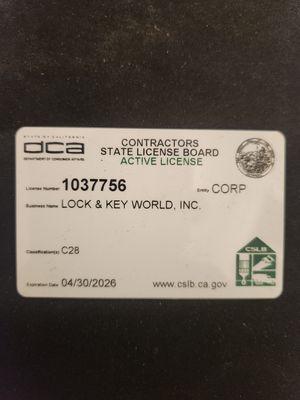 STATE OF CALIFORNIA
dca
DEPARTMENT OF CONSUMER AFFAIRS
CONTRACTORS
STATE LICENSE BOARD
ACTIVE LICENSE
License Number 1037756 Entity CORP
Business Name LOCK & KEY WORLD, INC.
Classification(s) C28
CSLB
Expiration Date 04/30/2026 www.cslb.ca.gov